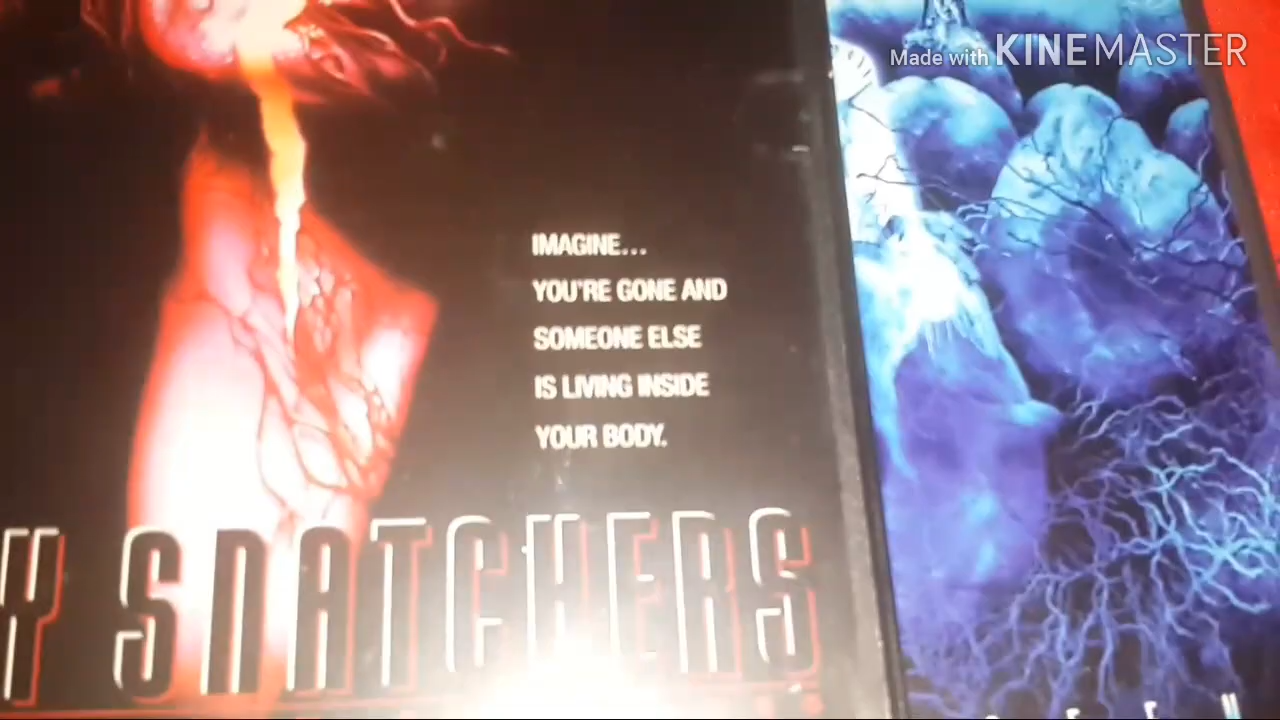 Made with KINEMASTER
IMAGINE...
YOU'RE GONE AND
SOMEONE ELSE
IS LIVING INSIDE
YOUR BODY.
Y SNATCHERS